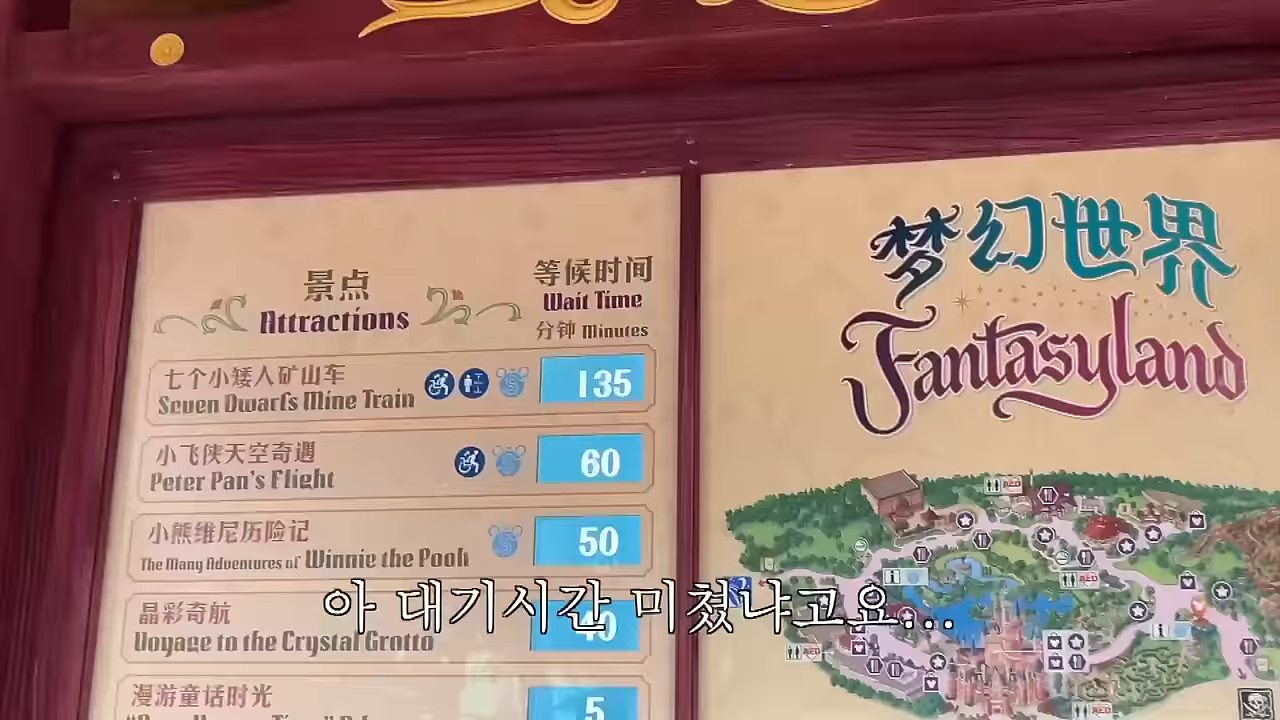 景点
Attractions
等候时间
Wait Time
分钟 Minutes
七个小矮人矿山车
Seven Dwarfs Mine Train
135
小飞侠天空奇遇
Peter Pan's Flight
60
小熊维尼历险记
The Many Adventures of Winnie the Pooh
50
晶彩奇航
Voyage to the Crystal Grotto
40
漫游童话时光
5
梦幻世界
Fantasyland
아 대기시간 미쳤냐고요...